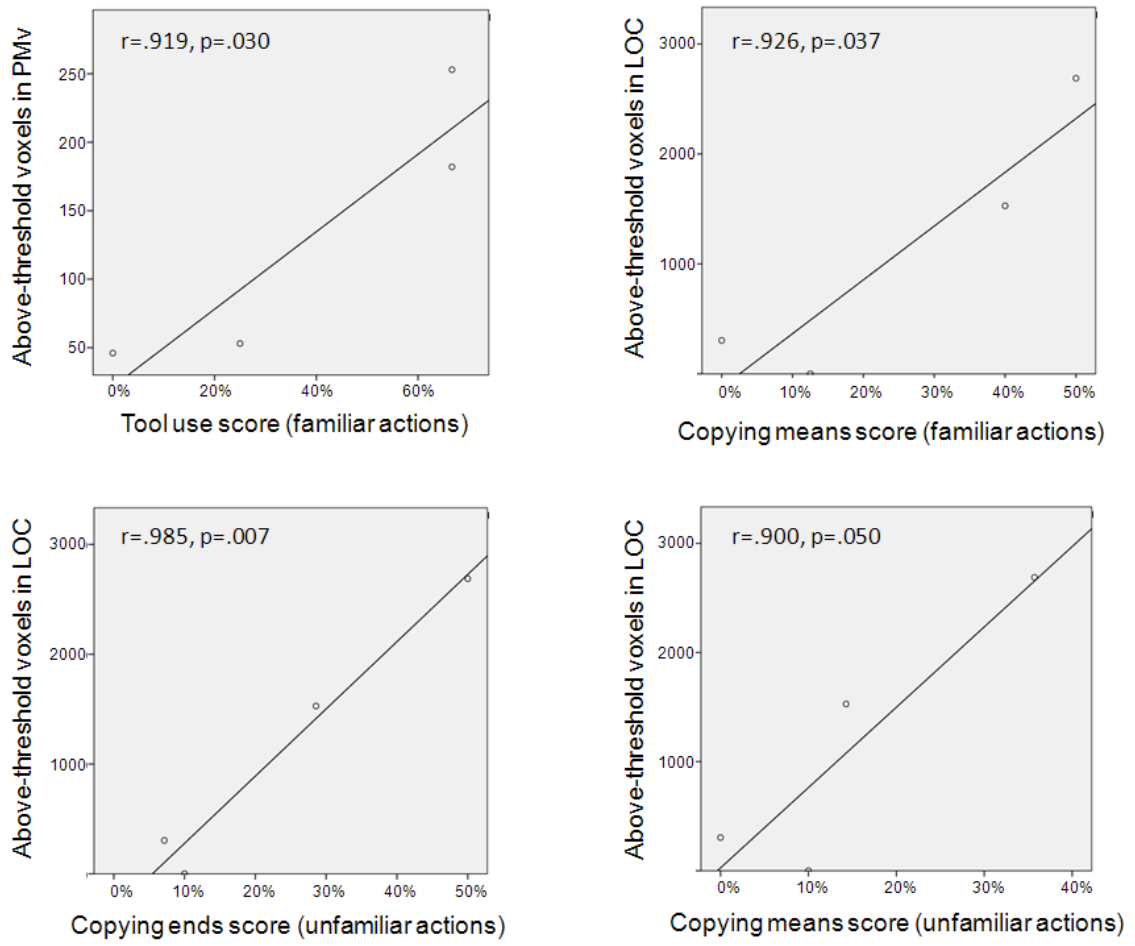 r=.919, p=.030
Above-threshold voxels in PMv
250
200
150
100
50
0%
20%
40%
60%
Tool use score (familiar actions)
r=.926, p=.037
Above-threshold voxels in LOC
3000
2000
1000
0%
10%
20%
30%
40%
50%
Copying means score (familiar actions)
r=.985, p=.007
Above-threshold voxels in LOC
3000
2000
1000
0%
10%
20%
30%
40%
50%
Copying ends score (unfamiliar actions)
r=.900, p=.050
Above-threshold voxels in LOC
3000
2000
1000
0%
10%
20%
30%
40%
Copying means score (unfamiliar actions)